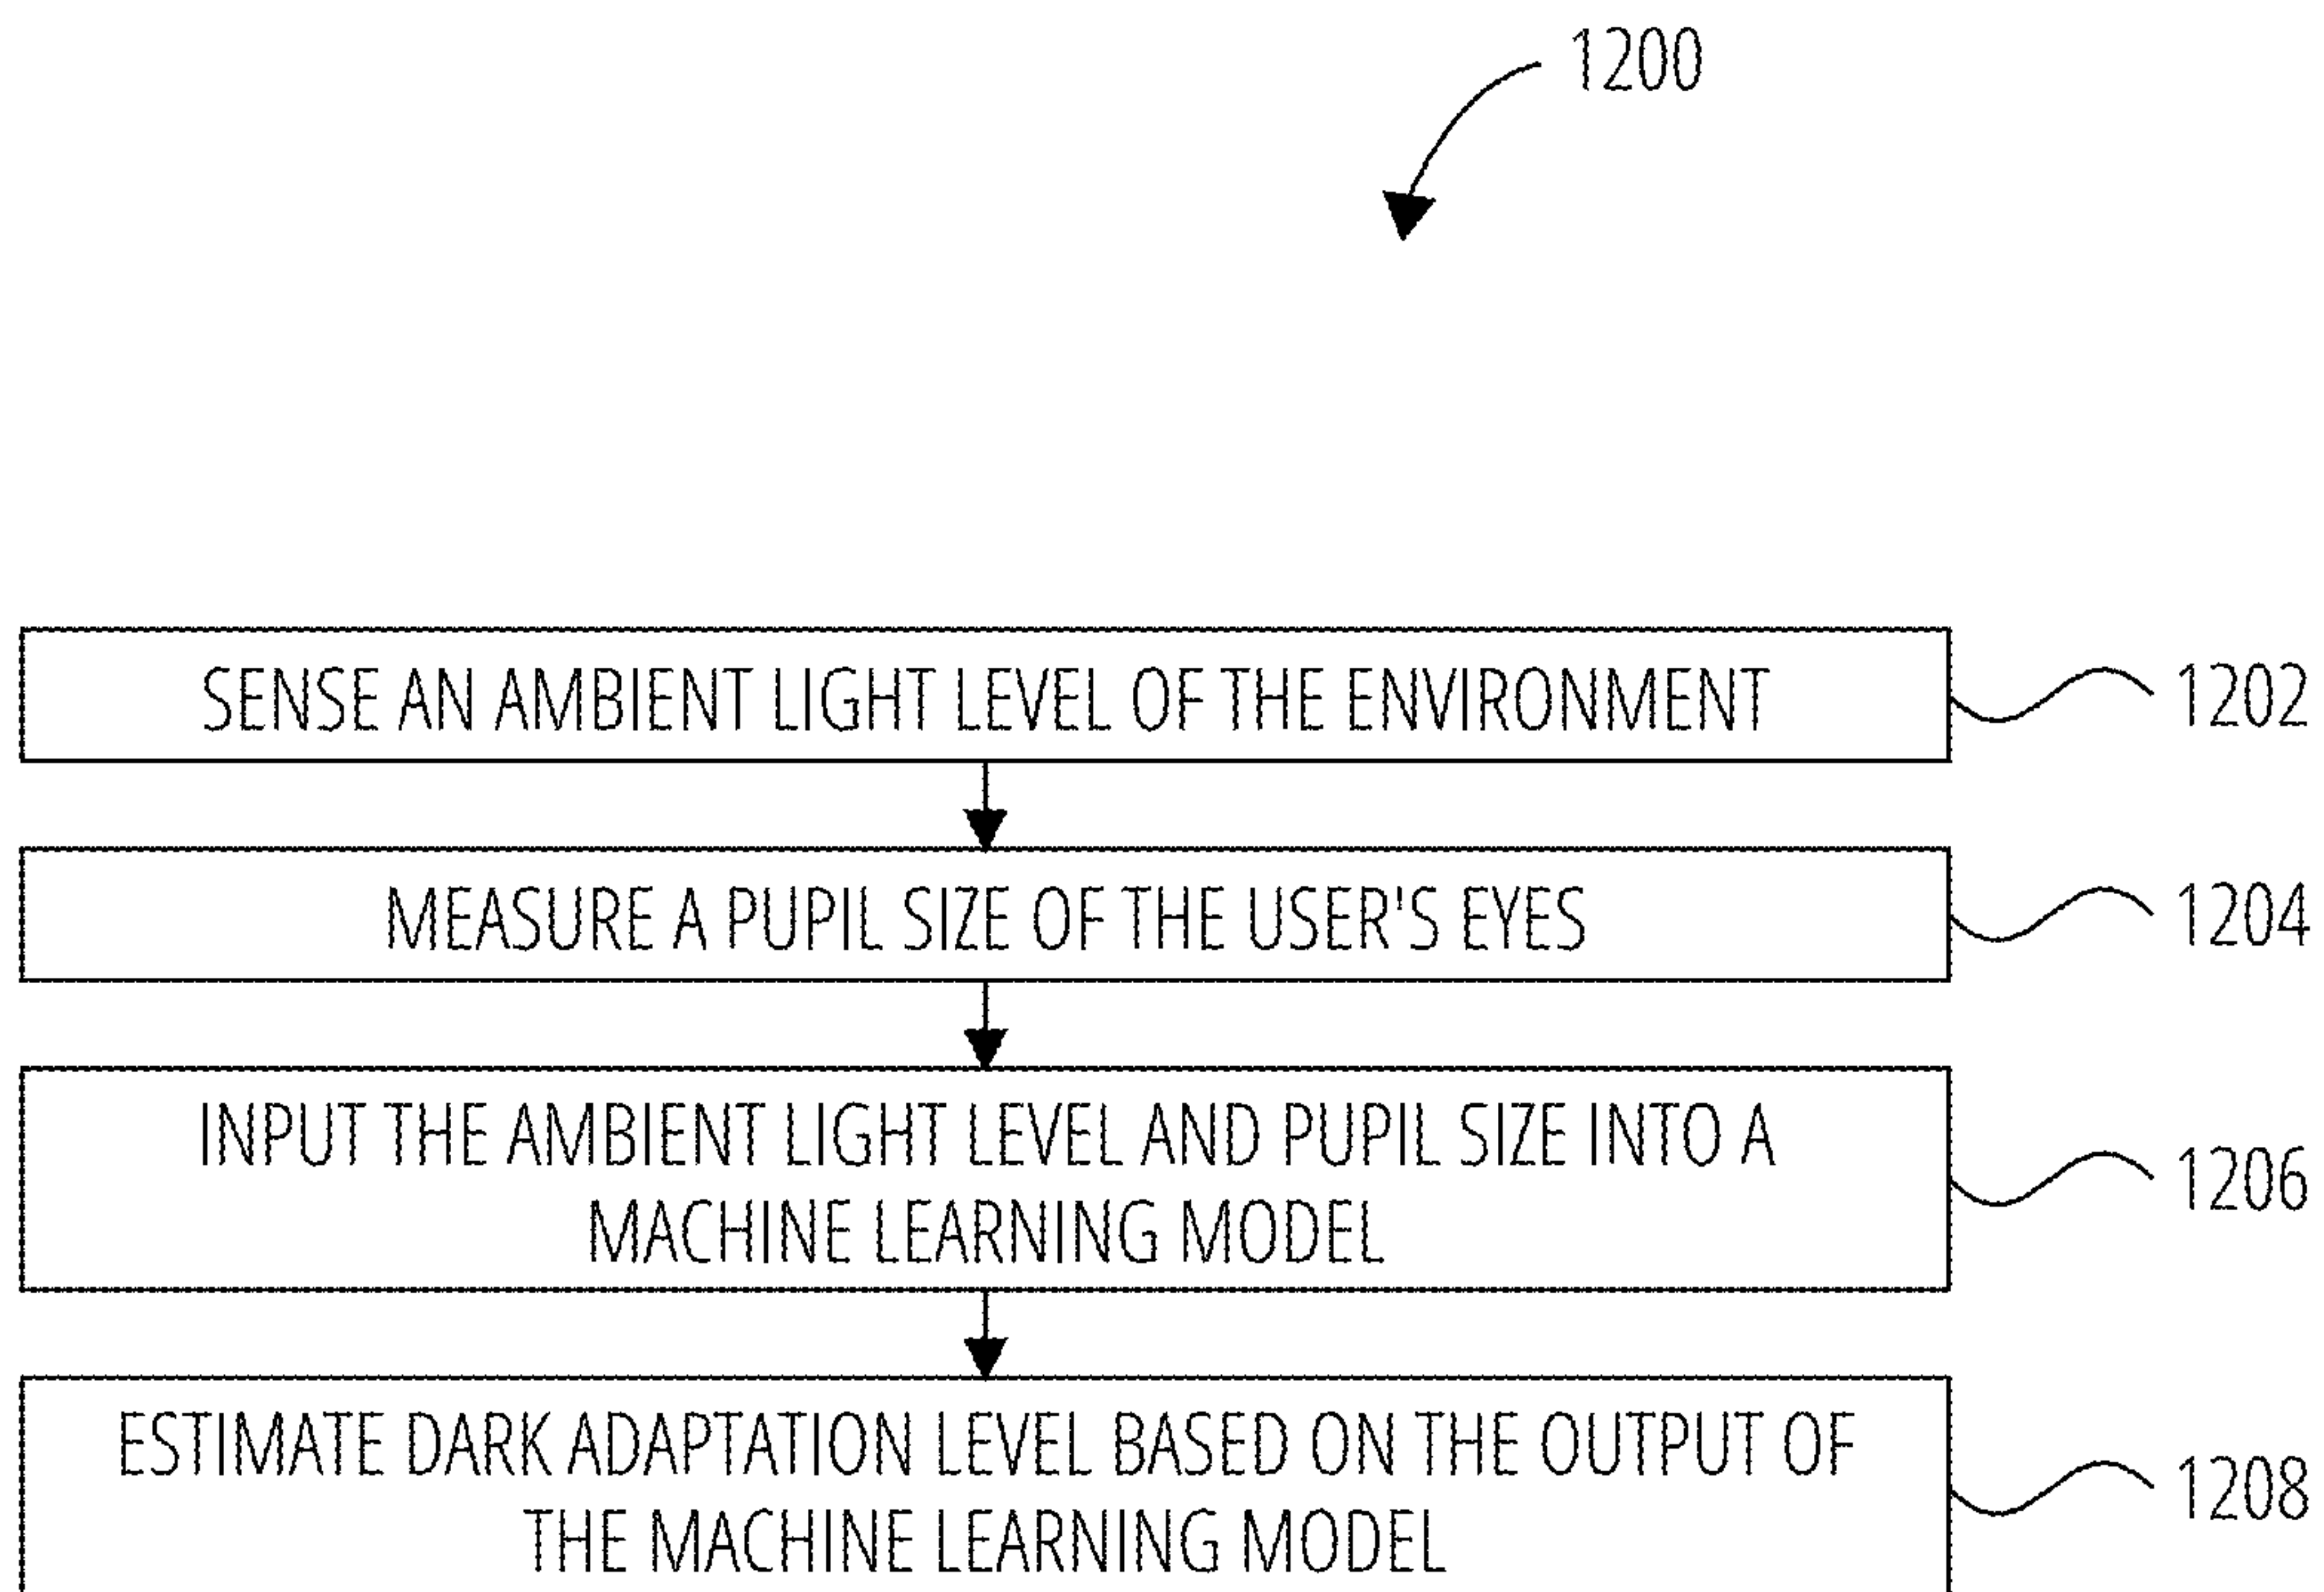 1200
SENSE AN AMBIENT LIGHT LEVEL OF THE ENVIRONMENT
1202
MEASURE A PUPIL SIZE OF THE USER'S EYES
1204
INPUT THE AMBIENT LIGHT LEVEL AND PUPIL SIZE INTO A
MACHINE LEARNING MODEL
1206
ESTIMATE DARK ADAPTATION LEVEL BASED ON THE OUTPUT OF
THE MACHINE LEARNING MODEL
1208